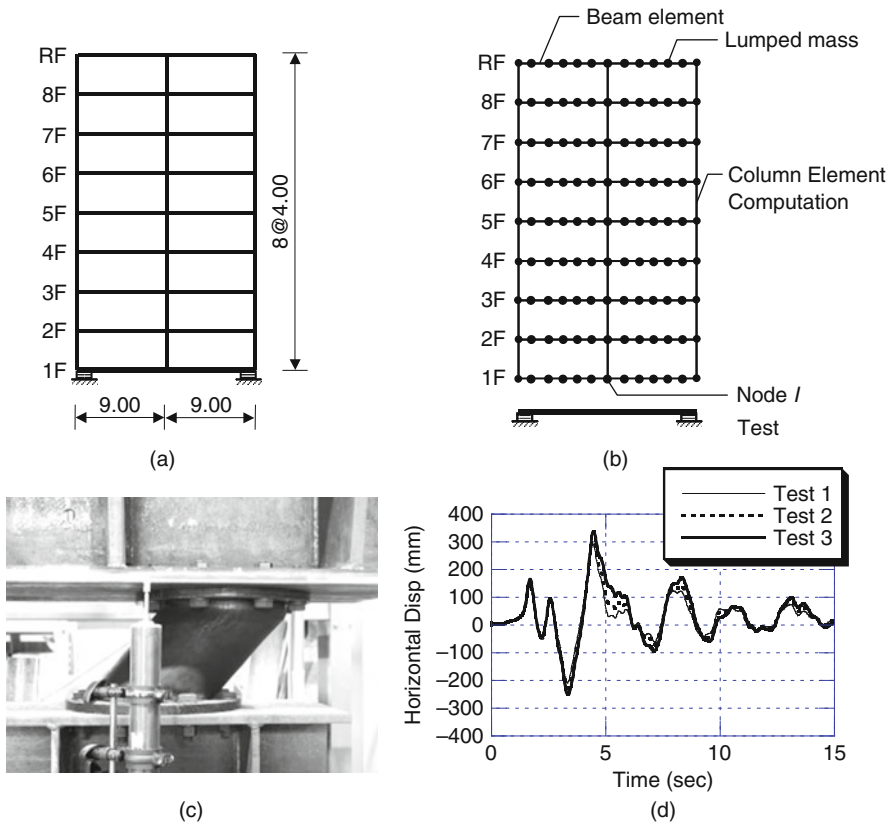 RF
8F
7F
6F
5F
4F
3F
2F
1F
8@4.00
9.00 9.00
(a)
Beam element
Lumped mass
RF
8F
7F
6F
5F
4F
3F
2F
1F
Column Element
Computation
Node I
Test
(b)
(c)
Test 1
Test 2
Test 3
Horizontal Disp (mm)
400
300
200
100
0
−100
−200
−300
−400
0 5 10 15
Time (sec)
(d)